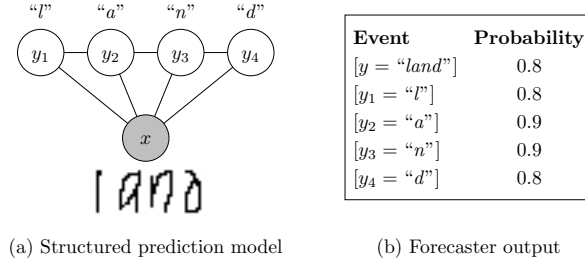 “l” “a” “n” “d”
y1 y2 y3 y4
x
land
(a) Structured prediction model
Event Probability
[y = “land”] 0.8
[y1 = “l”] 0.8
[y2 = “a”] 0.9
[y3 = “n”] 0.9
[y4 = “d”] 0.8
(b) Forecaster output